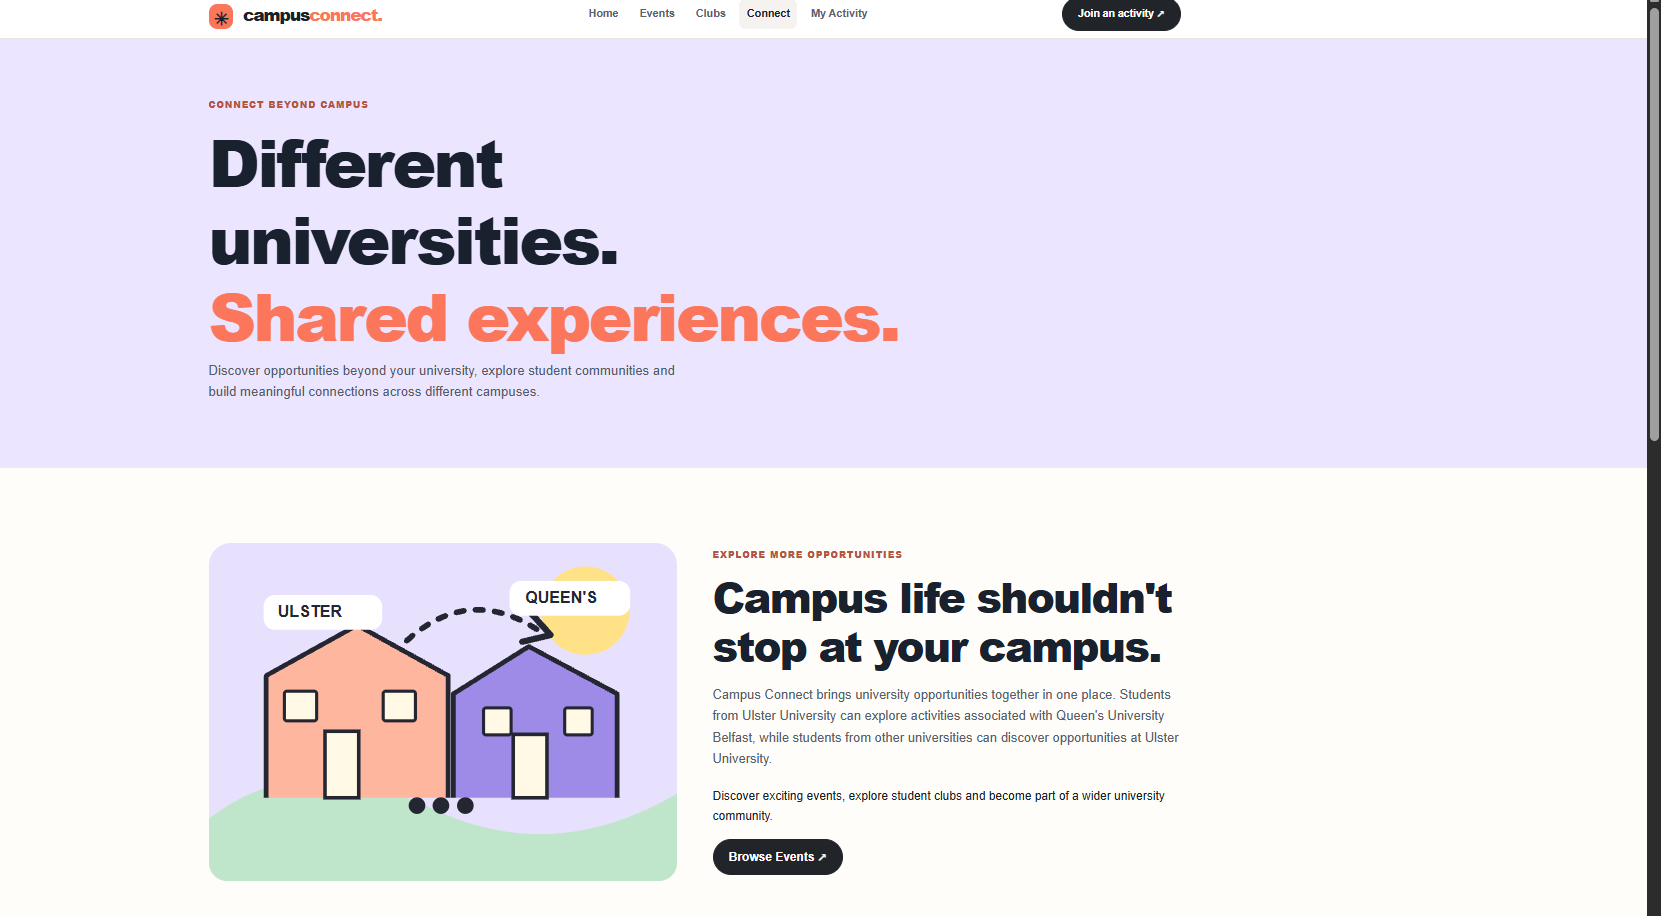 campusconnect.
Home
Events
Clubs
Connect
My Activity
Join an activity ↗
CONNECT BEYOND CAMPUS
Different
universities.
Shared experiences.
Discover opportunities beyond your university, explore student communities and
build meaningful connections across different campuses.
ULSTER
QUEEN'S
EXPLORE MORE OPPORTUNITIES
Campus life shouldn't
stop at your campus.
Campus Connect brings university opportunities together in one place. Students
from Ulster University can explore activities associated with Queen's University
Belfast, while students from other universities can discover opportunities at Ulster
University.
Discover exciting events, explore student clubs and become part of a wider university
community.
Browse Events ↗